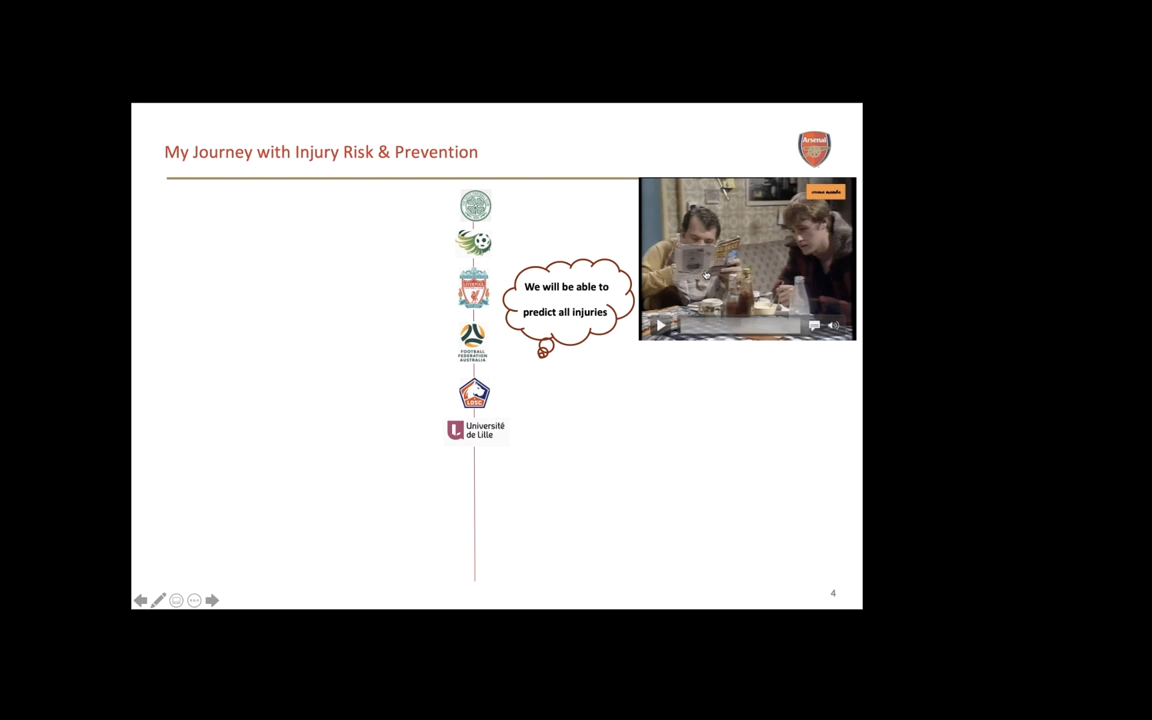 My Journey with Injury Risk & Prevention
Arsenal
We will be able to
predict all injuries
FOOTBALL
FEDERATION
AUSTRALIA
LOSC
Université
de Lille
4